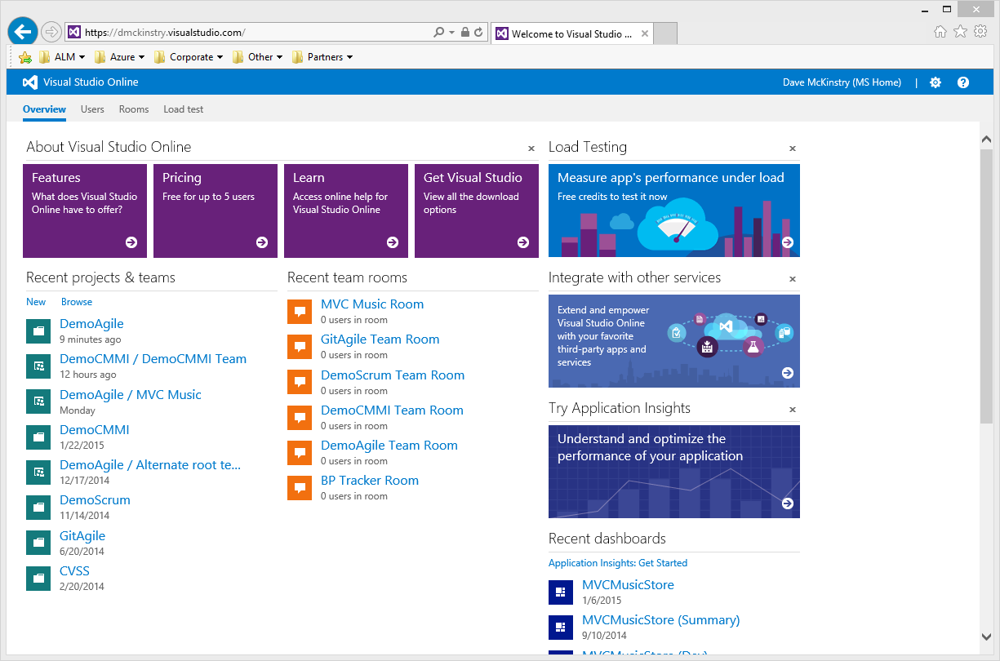 https://dmckinstry.visualstudio.com/
Welcome to Visual Studio ...
ALM
Azure
Corporate
Other
Partners
Visual Studio Online
Dave McKinstry (MS Home) |
Overview
Users
Rooms
Load test
About Visual Studio Online
Features
What does Visual Studio
Online have to offer?
Pricing
Free for up to 5 users
Learn
Access online help for
Visual Studio Online
Get Visual Studio
View all the download
options
Recent projects & teams
New
Browse
DemoAgile
9 minutes ago
DemoCMMI / DemoCMMI Team
12 hours ago
DemoAgile / MVC Music
Monday
DemoCMMI
1/22/2015
DemoAgile / Alternate root te...
12/17/2014
DemoScrum
11/14/2014
GitAgile
6/20/2014
CVSS
2/20/2014
Recent team rooms
MVC Music Room
0 users in room
GitAgile Team Room
0 users in room
DemoScrum Team Room
0 users in room
DemoCMMI Team Room
0 users in room
DemoAgile Team Room
0 users in room
BP Tracker Room
0 users in room
Load Testing
Measure app's performance under load
Free credits to test it now
Integrate with other services
Extend and empower
Visual Studio Online
with your favorite
third-party apps and
services
Try Application Insights
Understand and optimize the
performance of your application
Recent dashboards
Application Insights: Get Started
MVCMusicStore
1/6/2015
MVCMusicStore (Summary)
9/10/2014
MVCMusicStore (Dev)